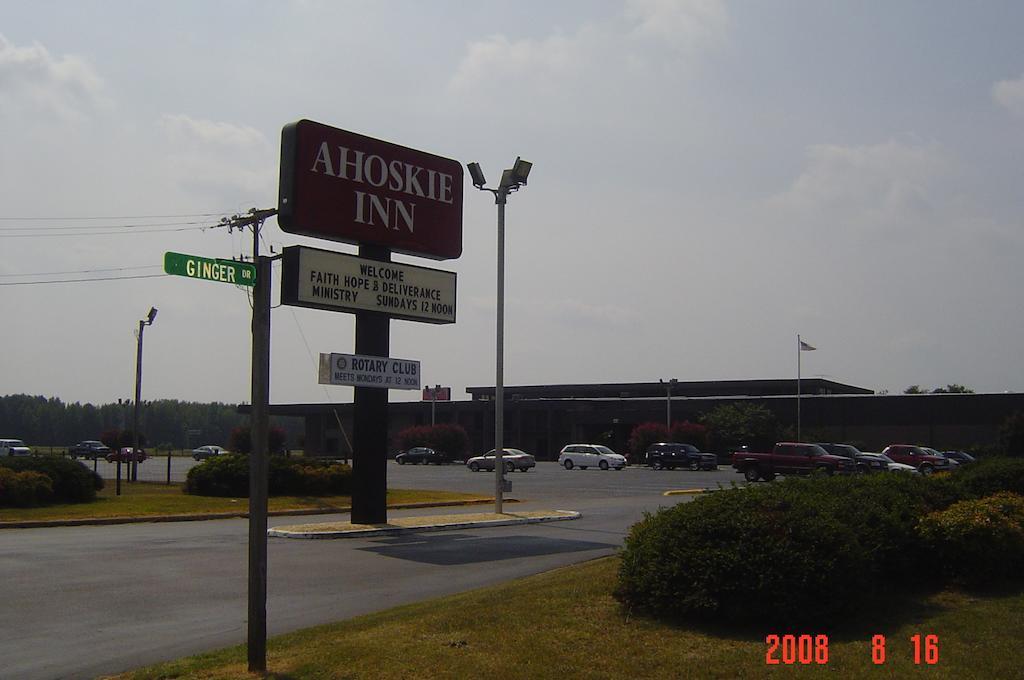 AHOSKIE
INN
GINGER DR
WELCOME
FAITH HOPE & DELIVERANCE
MINISTRY SUNDAYS 12 NOON
ROTARY CLUB
MEETS MONDAYS AT 12 NOON
2008 8 16